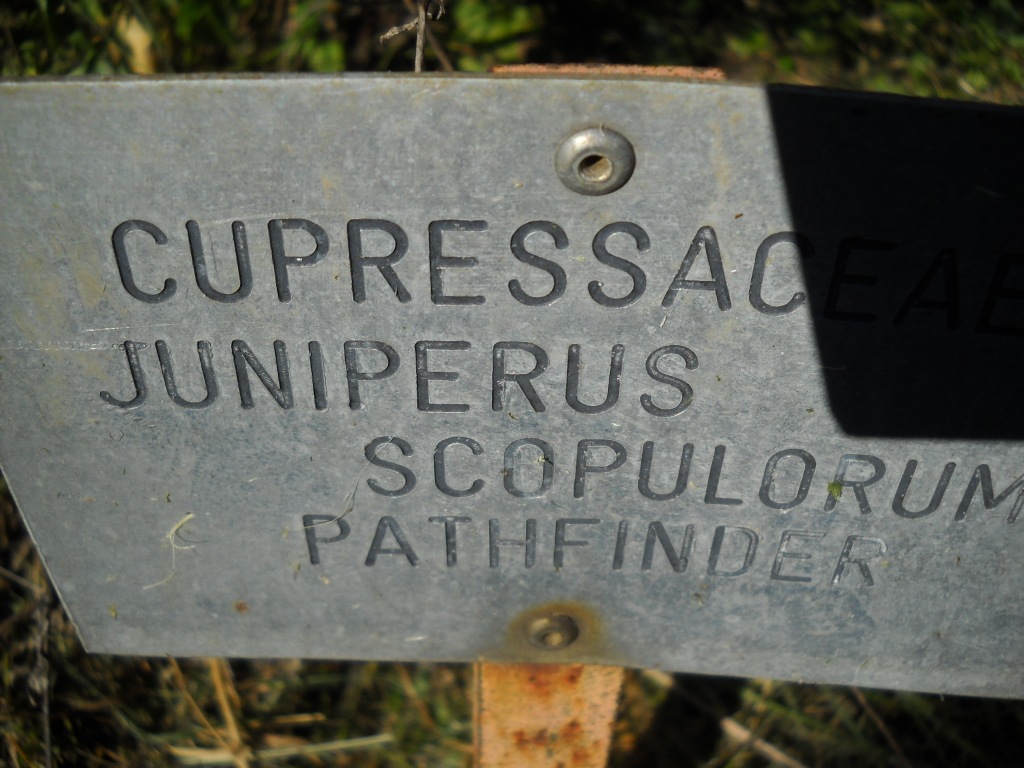 CUPRESSACEAE
JUNIPERUS
SCOPULORUM
PATHFINDER